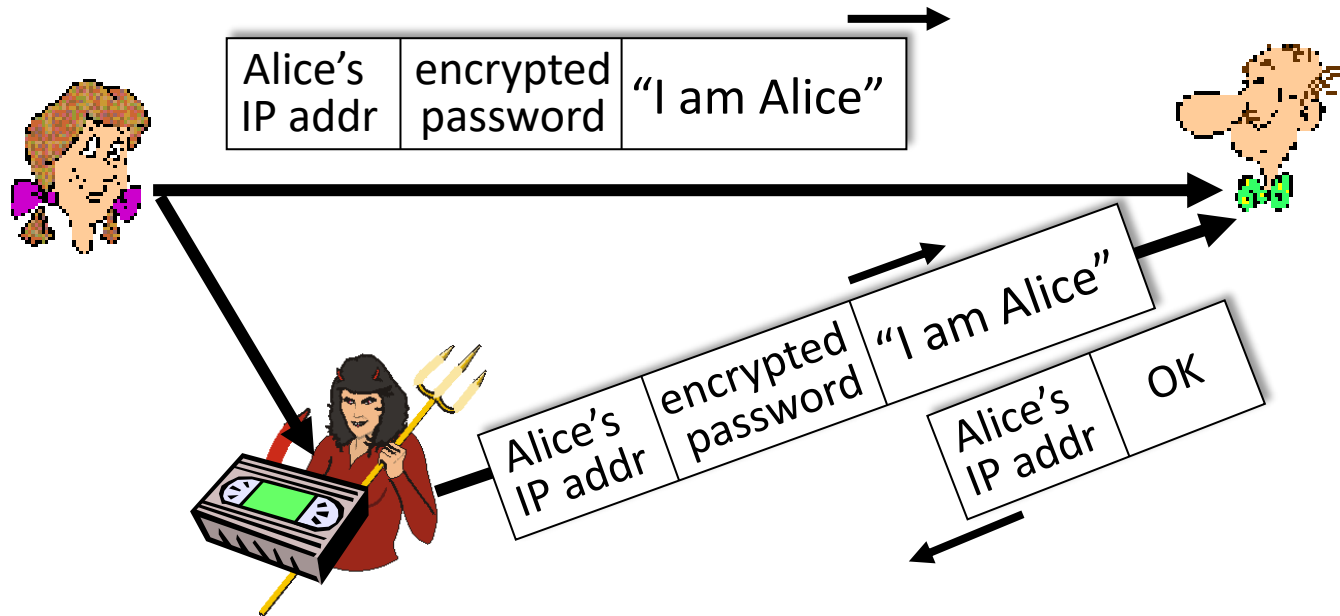 Alice’s
IP addr
encrypted
password
“I am Alice”
Alice’s
IP addr
encrypted
password
“I am Alice”
Alice’s
IP addr
OK